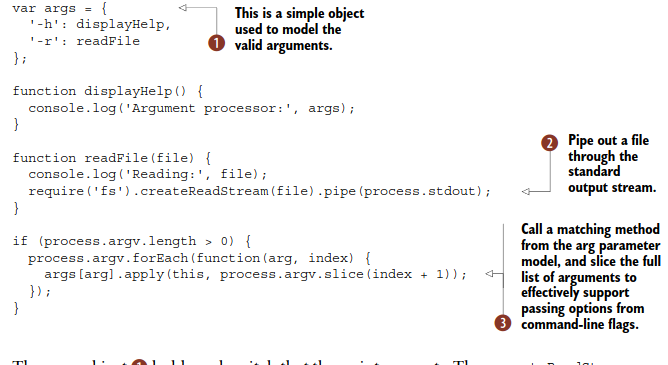 var args = {
  '-h': displayHelp,
  '-r': readFile
};
1 This is a simple object
used to model the
valid arguments.
function displayHelp() {
  console.log('Argument processor:', args);
}
function readFile(file) {
  console.log('Reading:', file);
  require('fs').createReadStream(file).pipe(process.stdout);
}
2 Pipe out a file
through the
standard
output stream.
if (process.argv.length > 0) {
  process.argv.forEach(function(arg, index) {
    args[arg].apply(this, process.argv.slice(index + 1));
  });
}
3 Call a matching method
from the arg parameter
model, and slice the full
list of arguments to
effectively support
passing options from
command-line flags.